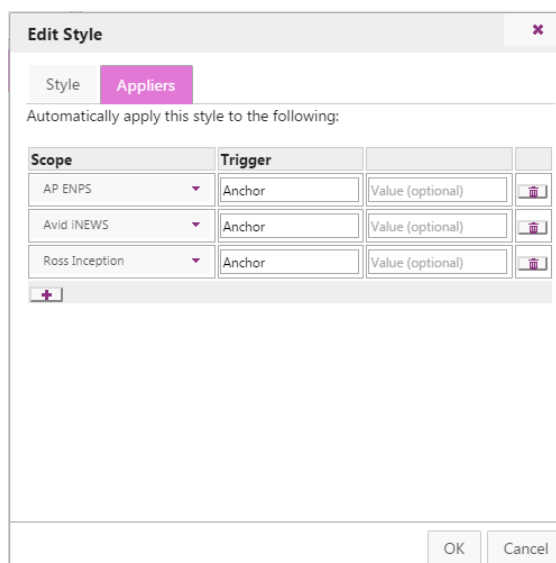 Edit Style
Style Appliers
Automatically apply this style to the following:
Scope Trigger
AP ENPS Anchor Value (optional)
Avid iNEWS Anchor Value (optional)
Ross Inception Anchor Value (optional)
OK Cancel